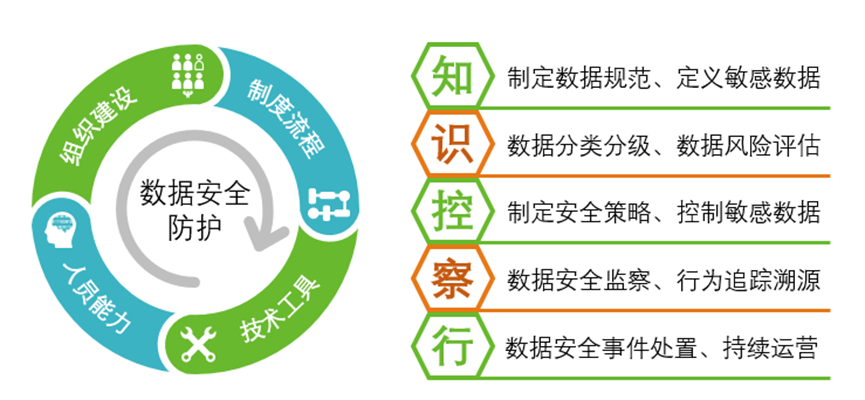 组织建设
制度流程
数据安全
防护
人员能力
技术工具
知
制定数据规范、定义敏感数据
识
数据分类分级、数据风险评估
控
制定安全策略、控制敏感数据
察
数据安全监察、行为追踪溯源
行
数据安全事件处置、持续运营